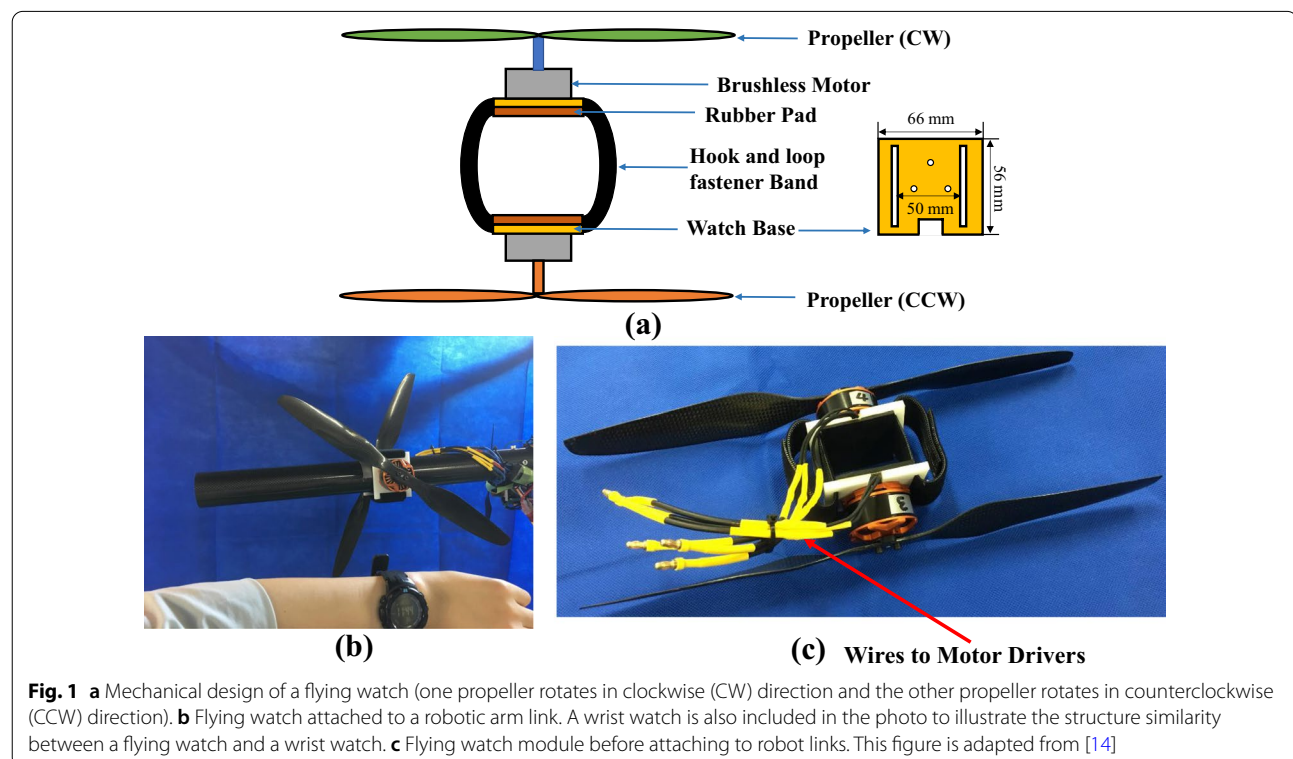 Propeller (CW)
Brushless Motor
Rubber Pad
Hook and loop
fastener Band
Watch Base
Propeller (CCW)
66 mm
56 mm
50 mm
(a)
4
3
(b)
(c)
Wires to Motor Drivers
Fig. 1 a Mechanical design of a flying watch (one propeller rotates in clockwise (CW) direction and the other propeller rotates in counterclockwise
(CCW) direction). b Flying watch attached to a robotic arm link. A wrist watch is also included in the photo to illustrate the structure similarity
between a flying watch and a wrist watch. c Flying watch module before attaching to robot links. This figure is adapted from [14]